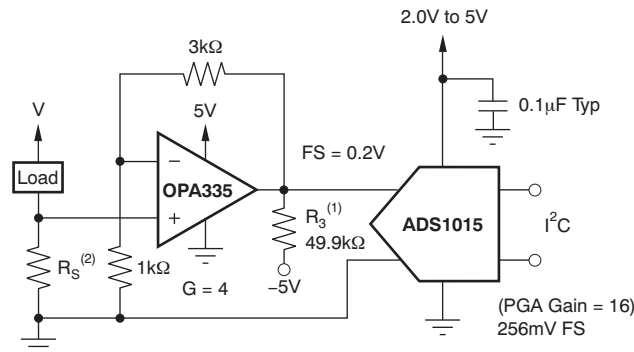 2.0V to 5V
3kΩ
0.1μF Typ
V
5V
FS = 0.2V
Load
−
OPA335
+
R3(1)
49.9kΩ
ADS1015
I2C
RS(2)
1kΩ
G = 4
−5V
(PGA Gain = 16)
256mV FS